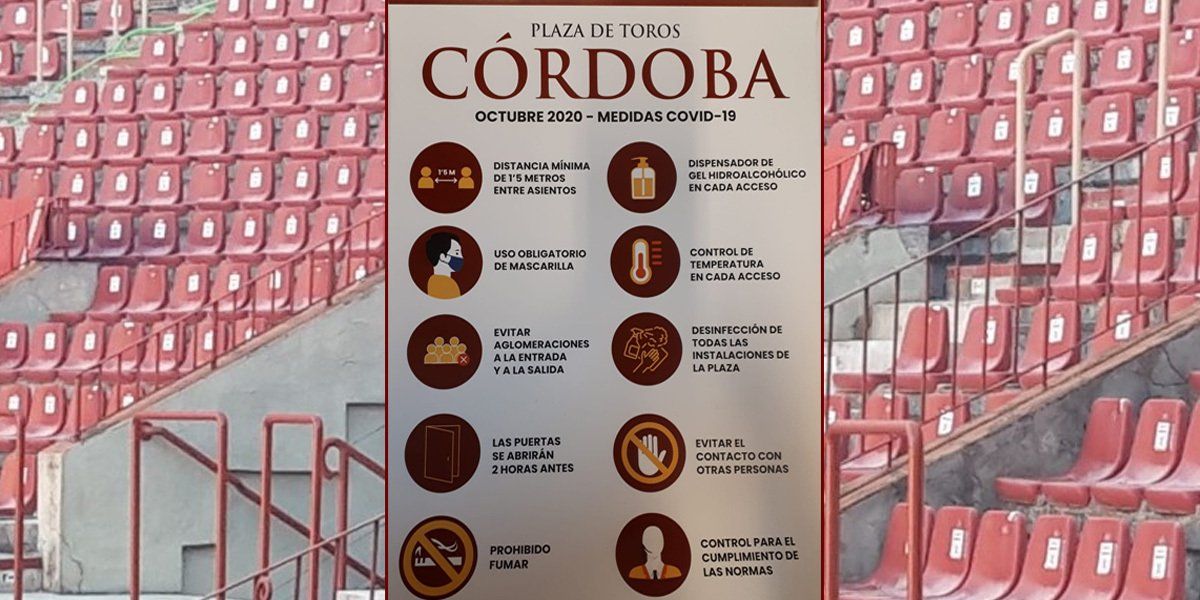 PLAZA DE TOROS
CÓRDOBA
OCTUBRE 2020 - MEDIDAS COVID-19
1'5 M
DISTANCIA MÍNIMA
DE 1'5 METROS
ENTRE ASIENTOS
DISPENSADOR DE
GEL HIDROALCOHÓLICO
EN CADA ACCESO
USO OBLIGATORIO
DE MASCARILLA
CONTROL DE
TEMPERATURA
EN CADA ACCESO
EVITAR
AGLOMERACIONES
A LA ENTRADA
Y A LA SALIDA
DESINFECCIÓN DE
TODAS LAS
INSTALACIONES DE
LA PLAZA
LAS PUERTAS
SE ABRIRÁN
2 HORAS ANTES
EVITAR EL
CONTACTO CON
OTRAS PERSONAS
PROHIBIDO
FUMAR
CONTROL PARA EL
CUMPLIMIENTO DE
LAS NORMAS